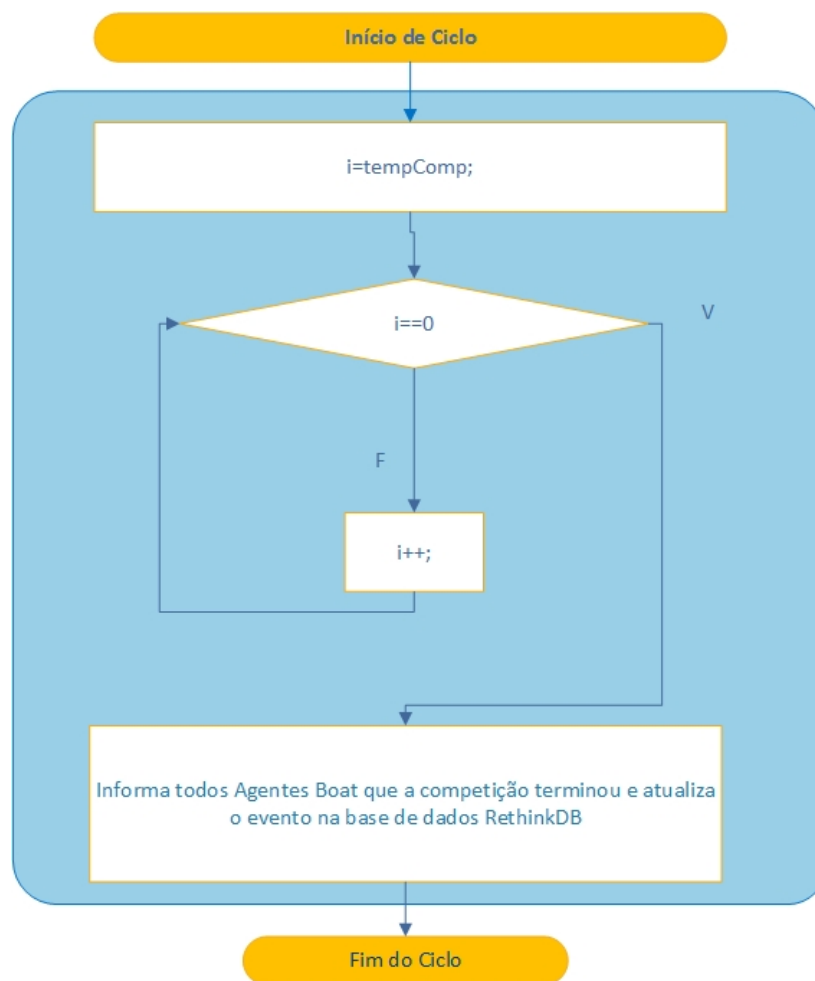 Início de Ciclo
i=tempComp;
i==0
V
F
i++;
Informa todos Agentes Boat que a competição terminou e atualiza
o evento na base de dados RethinkDB
Fim do Ciclo